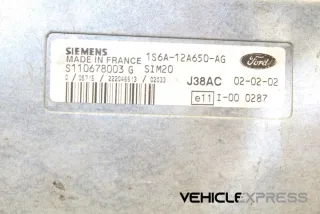 SIEMENS 1S6A-12A650-AG
MADE IN FRANCE
S110678003 G SIM20
J38AC 02-02-02
e11 I-00 0287
Ford
VEHICLEXPRESS